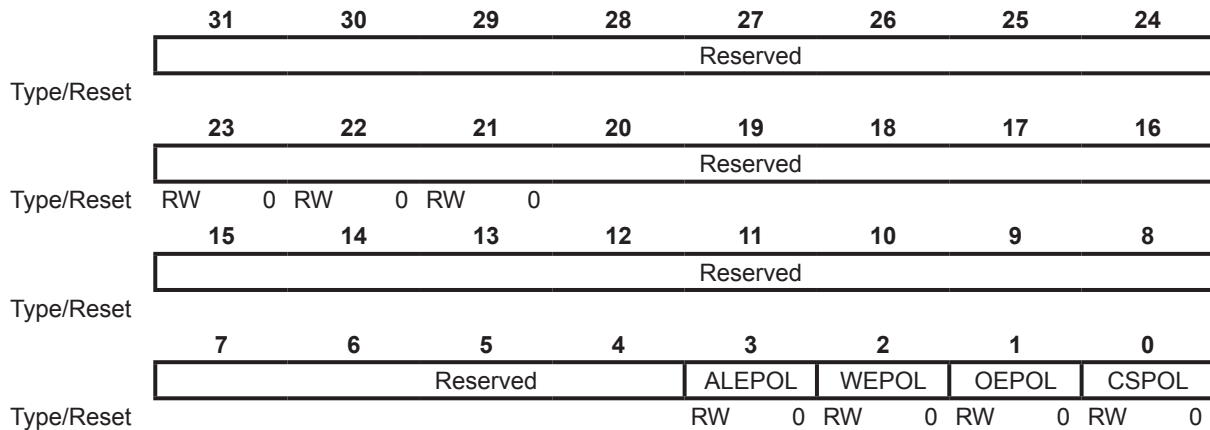 31 30 29 28 27 26 25 24
Reserved
Type/Reset
23 22 21 20 19 18 17 16
Reserved
Type/Reset RW 0 RW 0 RW 0
15 14 13 12 11 10 9 8
Reserved
Type/Reset
7 6 5 4 3 2 1 0
Reserved ALEPOL WEPOL OEPOL CSPOL
Type/Reset RW 0 RW 0 RW 0 RW 0